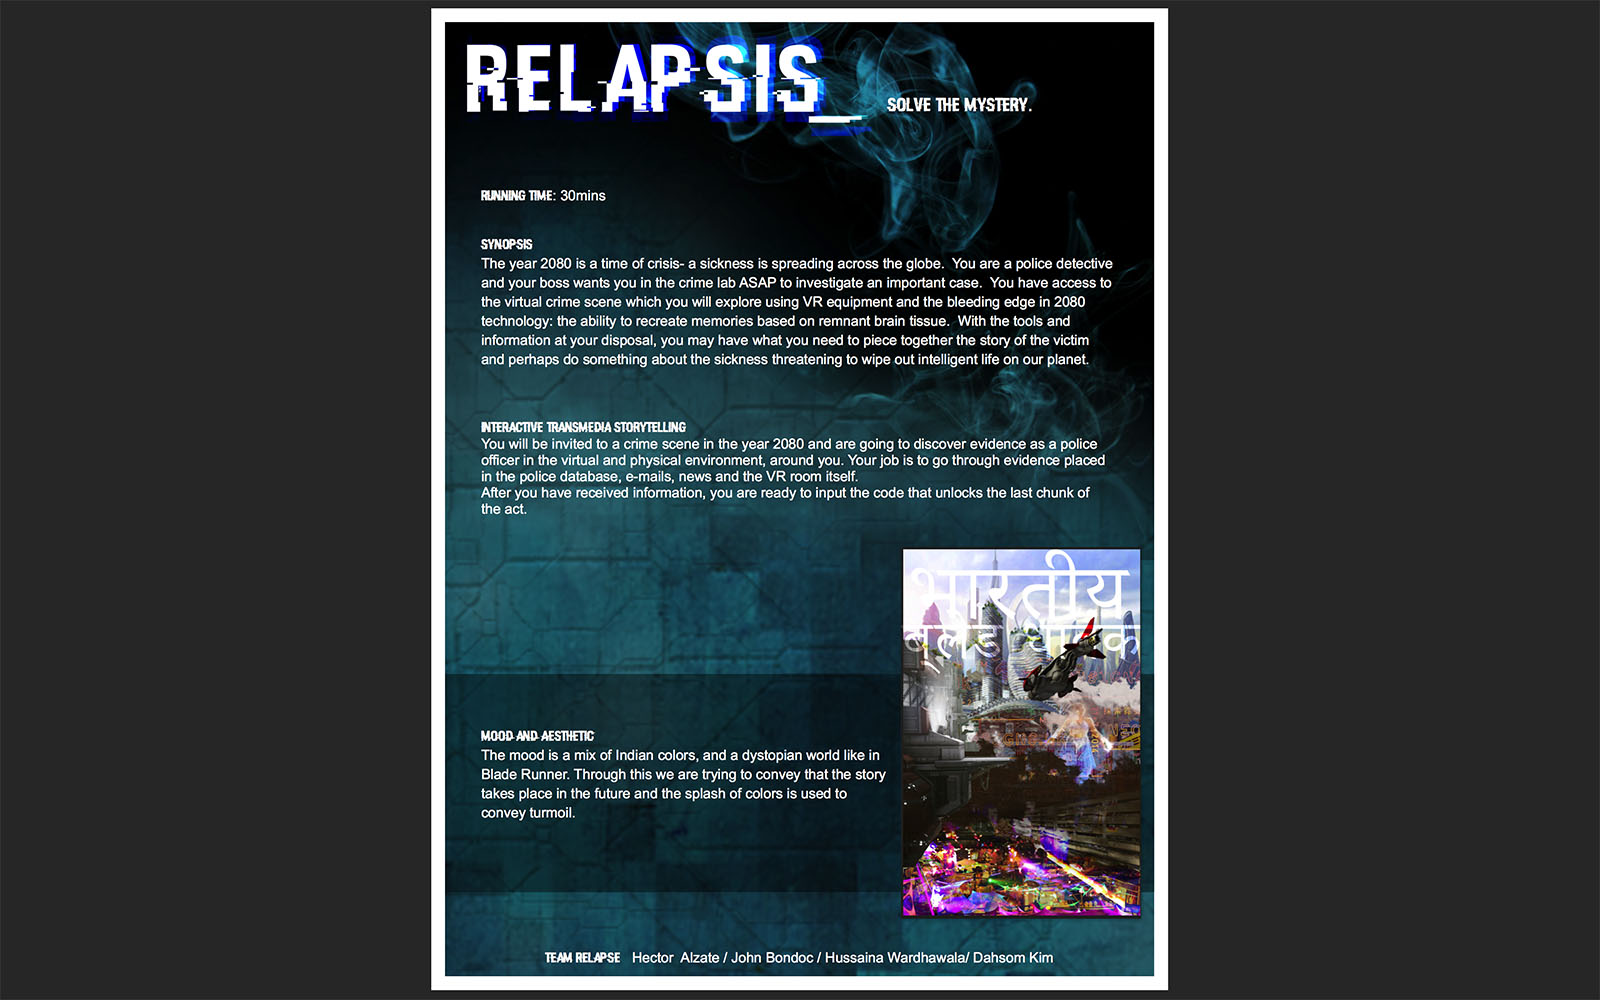 RELAPSIS_
SOLVE THE MYSTERY.
RUNNING TIME: 30mins
SYNOPSIS
The year 2080 is a time of crisis- a sickness is spreading across the globe.  You are a police detective
and your boss wants you in the crime lab ASAP to investigate an important case.  You have access to
the virtual crime scene which you will explore using VR equipment and the bleeding edge in 2080
technology: the ability to recreate memories based on remnant brain tissue.  With the tools and
information at your disposal, you may have what you need to piece together the story of the victim
and perhaps do something about the sickness threatening to wipe out intelligent life on our planet.
INTERACTIVE TRANSMEDIA STORYTELLING
You will be invited to a crime scene in the year 2080 and are going to discover evidence as a police
officer in the virtual and physical environment, around you. Your job is to go through evidence placed
in the police database, e-mails, news and the VR room itself.
After you have received information, you are ready to input the code that unlocks the last chunk of
the act.
भारतीय
MOOD AND AESTHETIC
The mood is a mix of Indian colors, and a dystopian world like in
Blade Runner. Through this we are trying to convey that the story
takes place in the future and the splash of colors is used to
convey turmoil.
TEAM RELAPSE   Hector  Alzate / John Bondoc / Hussaina Wardhawala/ Dahsom Kim